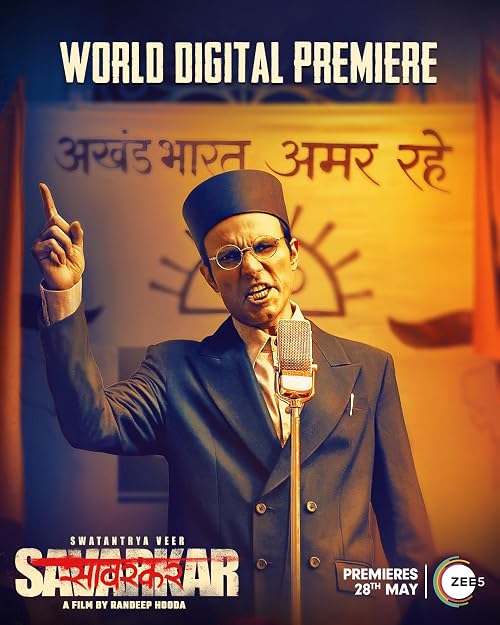 WORLD DIGITAL PREMIERE
अखंड भारत अमर रहे
SWATANTRYA VEER
SAVARKAR
सावरकर
A FILM BY RANDEEP HOODA
PREMIERES
28TH MAY
ZEE5